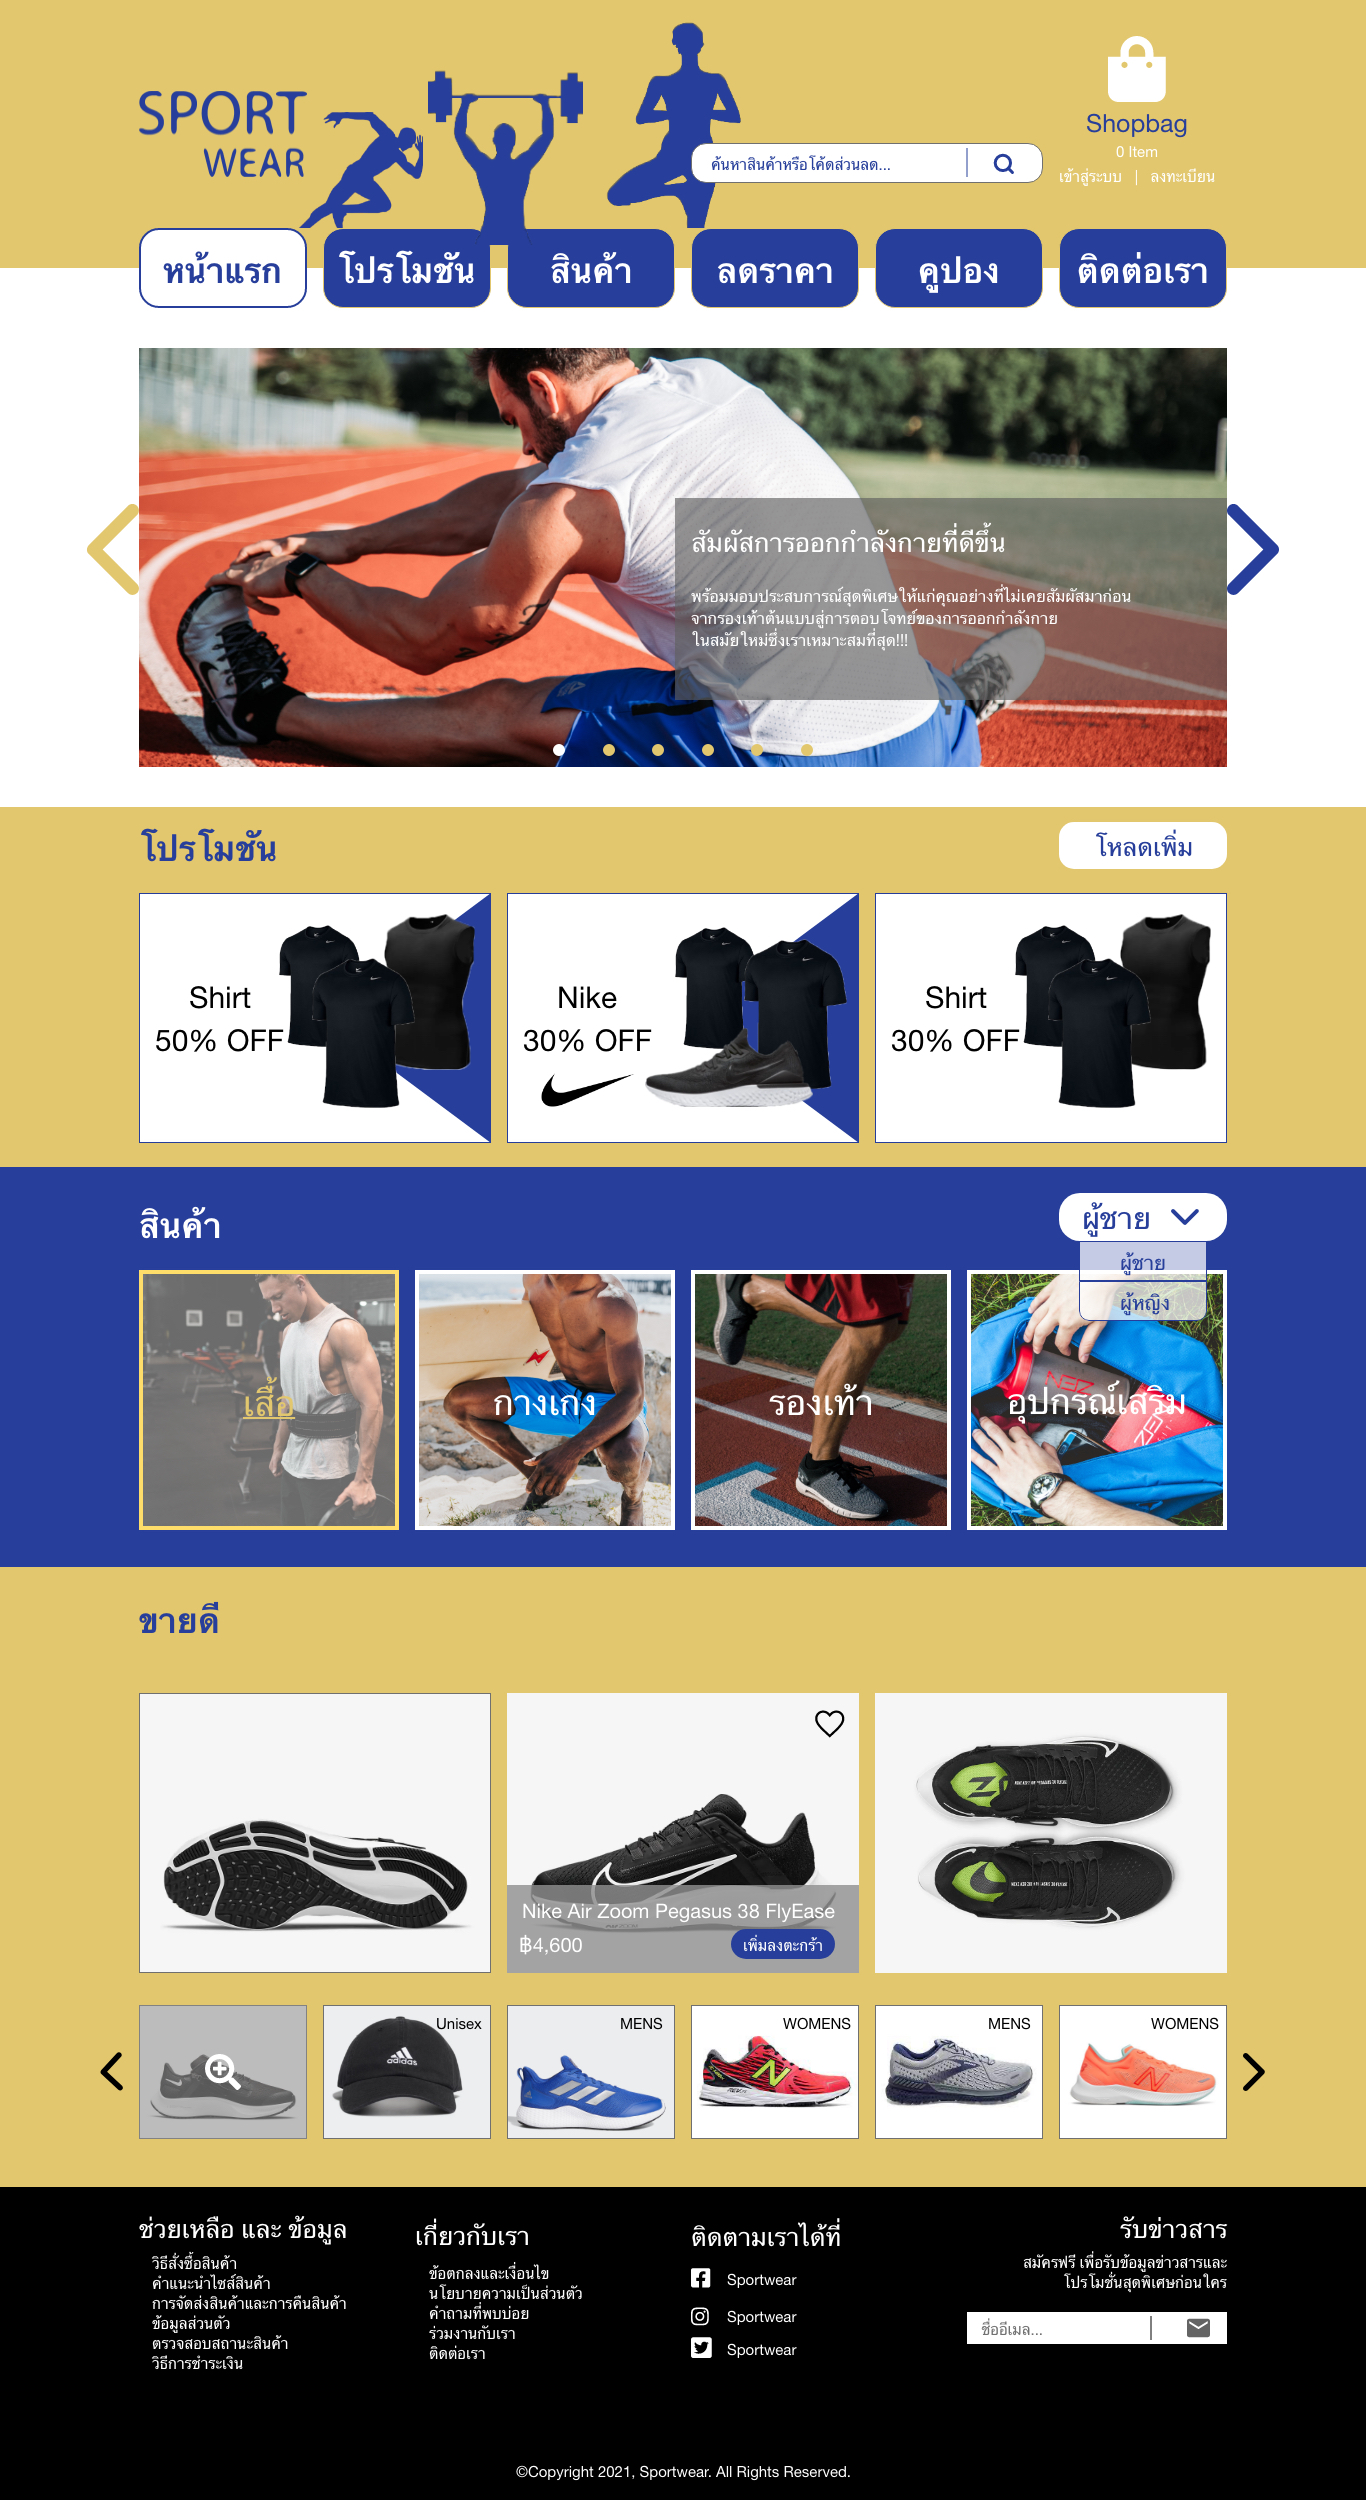 SPORT
WEAR
Shopbag
0 Item
ค้นหาสินค้าหรือโค้ดส่วนลด...
เข้าสู่ระบบ | ลงทะเบียน
หน้าแรก
โปรโมชัน
สินค้า
ลดราคา
คูปอง
ติดต่อเรา
สัมผัสการออกกำลังกายที่ดีขึ้น
พร้อมมอบประสบการณ์สุดพิเศษให้แก่คุณอย่างที่ไม่เคยสัมผัสมาก่อน
จากรองเท้าต้นแบบสู่การตอบโจทย์ของการออกกำลังกาย
ในสมัยใหม่ซึ่งเราเหมาะสมที่สุด!!!
โปรโมชัน
โหลดเพิ่ม
Shirt
50% OFF
Nike
30% OFF
Shirt
30% OFF
สินค้า
ผู้ชาย
ผู้ชาย
ผู้หญิง
เสื้อ
กางเกง
รองเท้า
อุปกรณ์เสริม
ขายดี
Nike Air Zoom Pegasus 38 FlyEase
฿4,600
เพิ่มลงตะกร้า
Unisex
adidas
MENS
WOMENS
MENS
WOMENS
ช่วยเหลือ และ ข้อมูล
วิธีสั่งซื้อสินค้า
คำแนะนำไซส์สินค้า
การจัดส่งสินค้าและการคืนสินค้า
ข้อมูลส่วนตัว
ตรวจสอบสถานะสินค้า
วิธีการชำระเงิน
เกี่ยวกับเรา
ข้อตกลงและเงื่อนไข
นโยบายความเป็นส่วนตัว
คำถามที่พบบ่อย
ร่วมงานกับเรา
ติดต่อเรา
ติดตามเราได้ที่
Sportwear
Sportwear
Sportwear
รับข่าวสาร
สมัครฟรี เพื่อรับข้อมูลข่าวสารและ
โปรโมชั่นสุดพิเศษก่อนใคร
ชื่ออีเมล...
©Copyright 2021, Sportwear. All Rights Reserved.